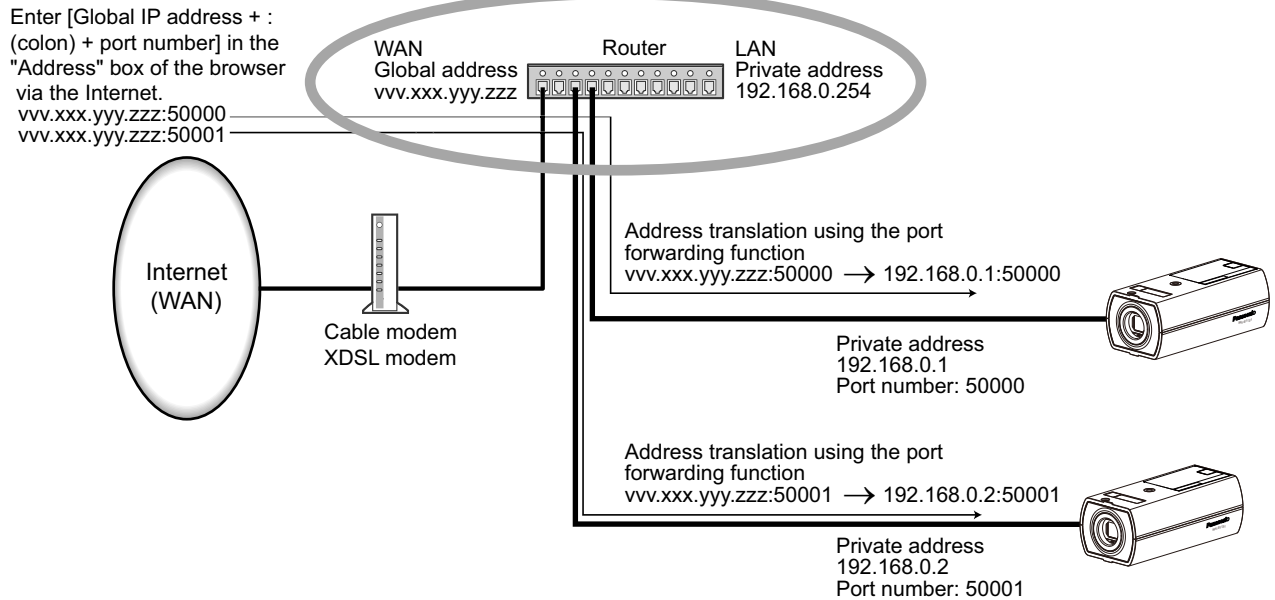 Enter [Global IP address + :
(colon) + port number] in the
"Address" box of the browser
via the Internet.
vvv.xxx.yyy.zzz:50000
vvv.xxx.yyy.zzz:50001
WAN
Global address
vvv.xxx.yyy.zzz
Router
LAN
Private address
192.168.0.254
Internet
(WAN)
Cable modem
XDSL modem
Address translation using the port
forwarding function
vvv.xxx.yyy.zzz:50000 → 192.168.0.1:50000
Panasonic
Private address
192.168.0.1
Port number: 50000
Address translation using the port
forwarding function
vvv.xxx.yyy.zzz:50001 → 192.168.0.2:50001
Panasonic
Private address
192.168.0.2
Port number: 50001